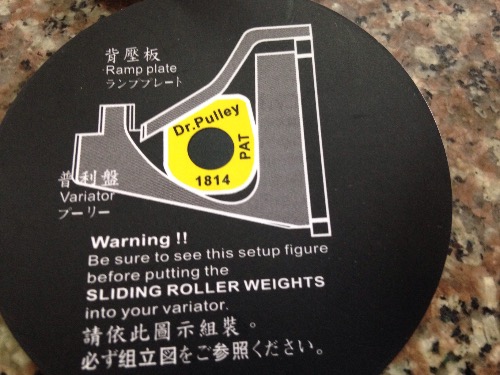 背壓板
Ramp plate
ランププレート
Dr.Pulley
PAT
1814
普利盤
Variator
プーリー
Warning !!
Be sure to see this setup figure
before putting the
SLIDING ROLLER WEIGHTS
into your variator.
請依此圖示組裝。
必ず组立図をご参照ください。